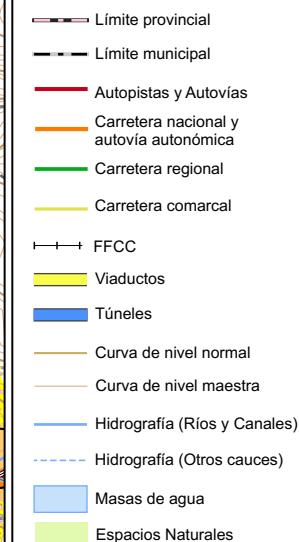 Límite provincial
Límite municipal
Autopistas y Autovías
Carretera nacional y
autovía autonómica
Carretera regional
Carretera comarcal
FFCC
Viaductos
Túneles
Curva de nivel normal
Curva de nivel maestra
Hidrografía (Ríos y Canales)
Hidrografía (Otros cauces)
Masas de agua
Espacios Naturales